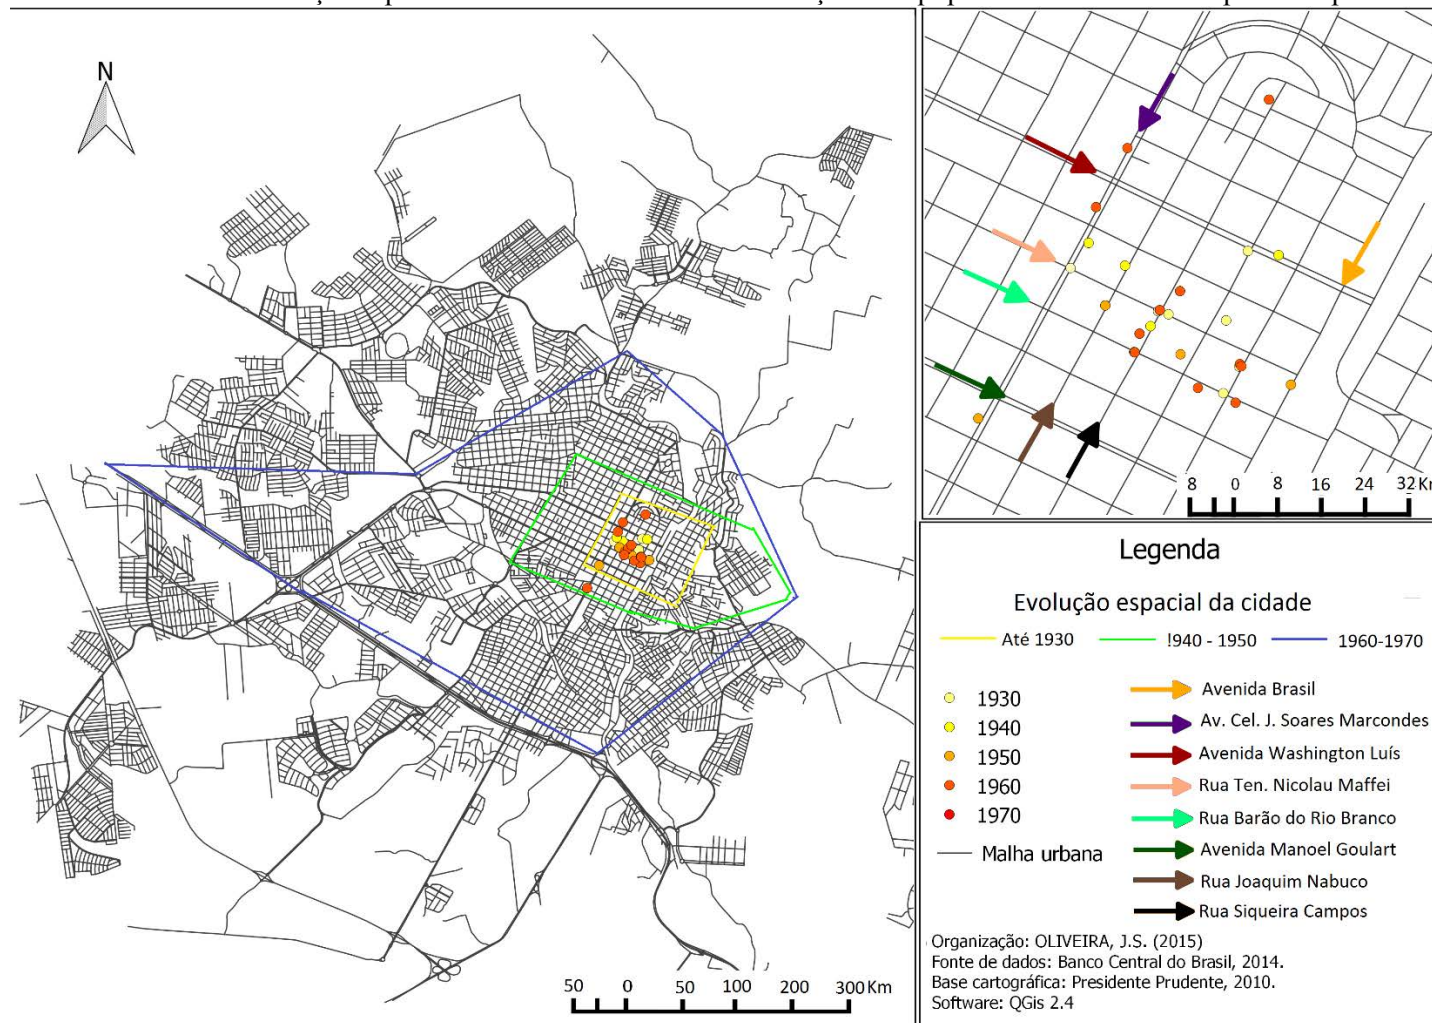 N
50 0 50 100 200 300 Km
8 0 8 16 24 32 Km
Legenda
Evolução espacial da cidade
Até 1930
!940 - 1950
1960-1970
1930
1940
1950
1960
1970
Malha urbana
Avenida Brasil
Av. Cel. J. Soares Marcondes
Avenida Washington Luís
Rua Ten. Nicolau Maffei
Rua Barão do Rio Branco
Avenida Manoel Goulart
Rua Joaquim Nabuco
Rua Siqueira Campos
Organização: OLIVEIRA, J.S. (2015)
Fonte de dados: Banco Central do Brasil, 2014.
Base cartográfica: Presidente Prudente, 2010.
Software: QGis 2.4